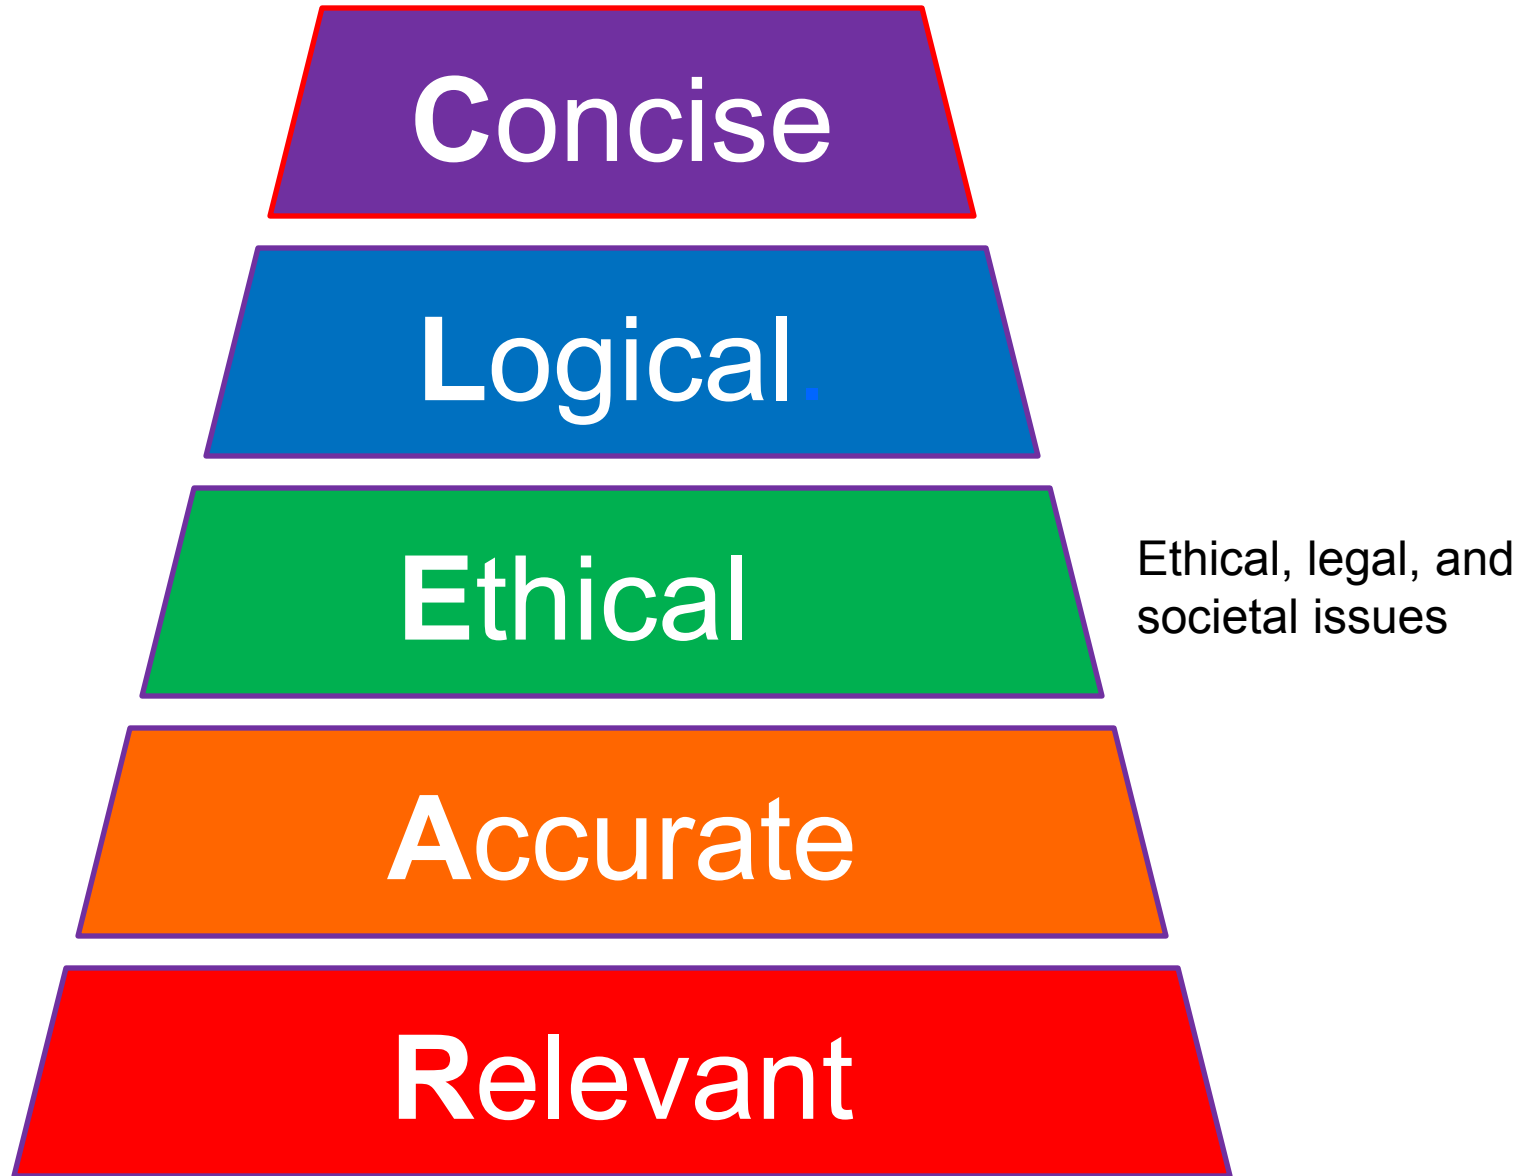 Concise
Logical.
Ethical
Ethical, legal, and
societal issues
Accurate
Relevant